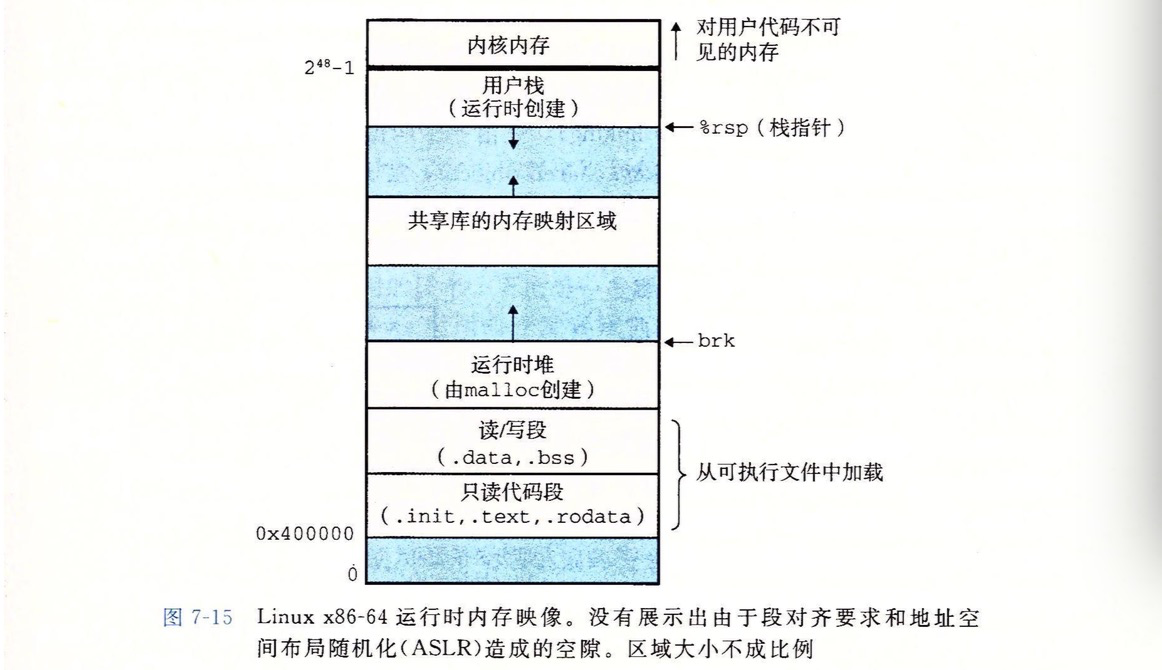 内核内存
对用户代码不可
见的内存
2⁴⁸-1
用户栈
(运行时创建)
%rsp(栈指针)
共享库的内存映射区域
brk
运行时堆
(由malloc创建)
读/写段
(.data,.bss)
从可执行文件中加载
只读代码段
(.init,.text,.rodata)
0x400000
0
图 7-15 Linux x86-64 运行时内存映像。没有展示出由于段对齐要求和地址空
间布局随机化(ASLR)造成的空隙。区域大小不成比例